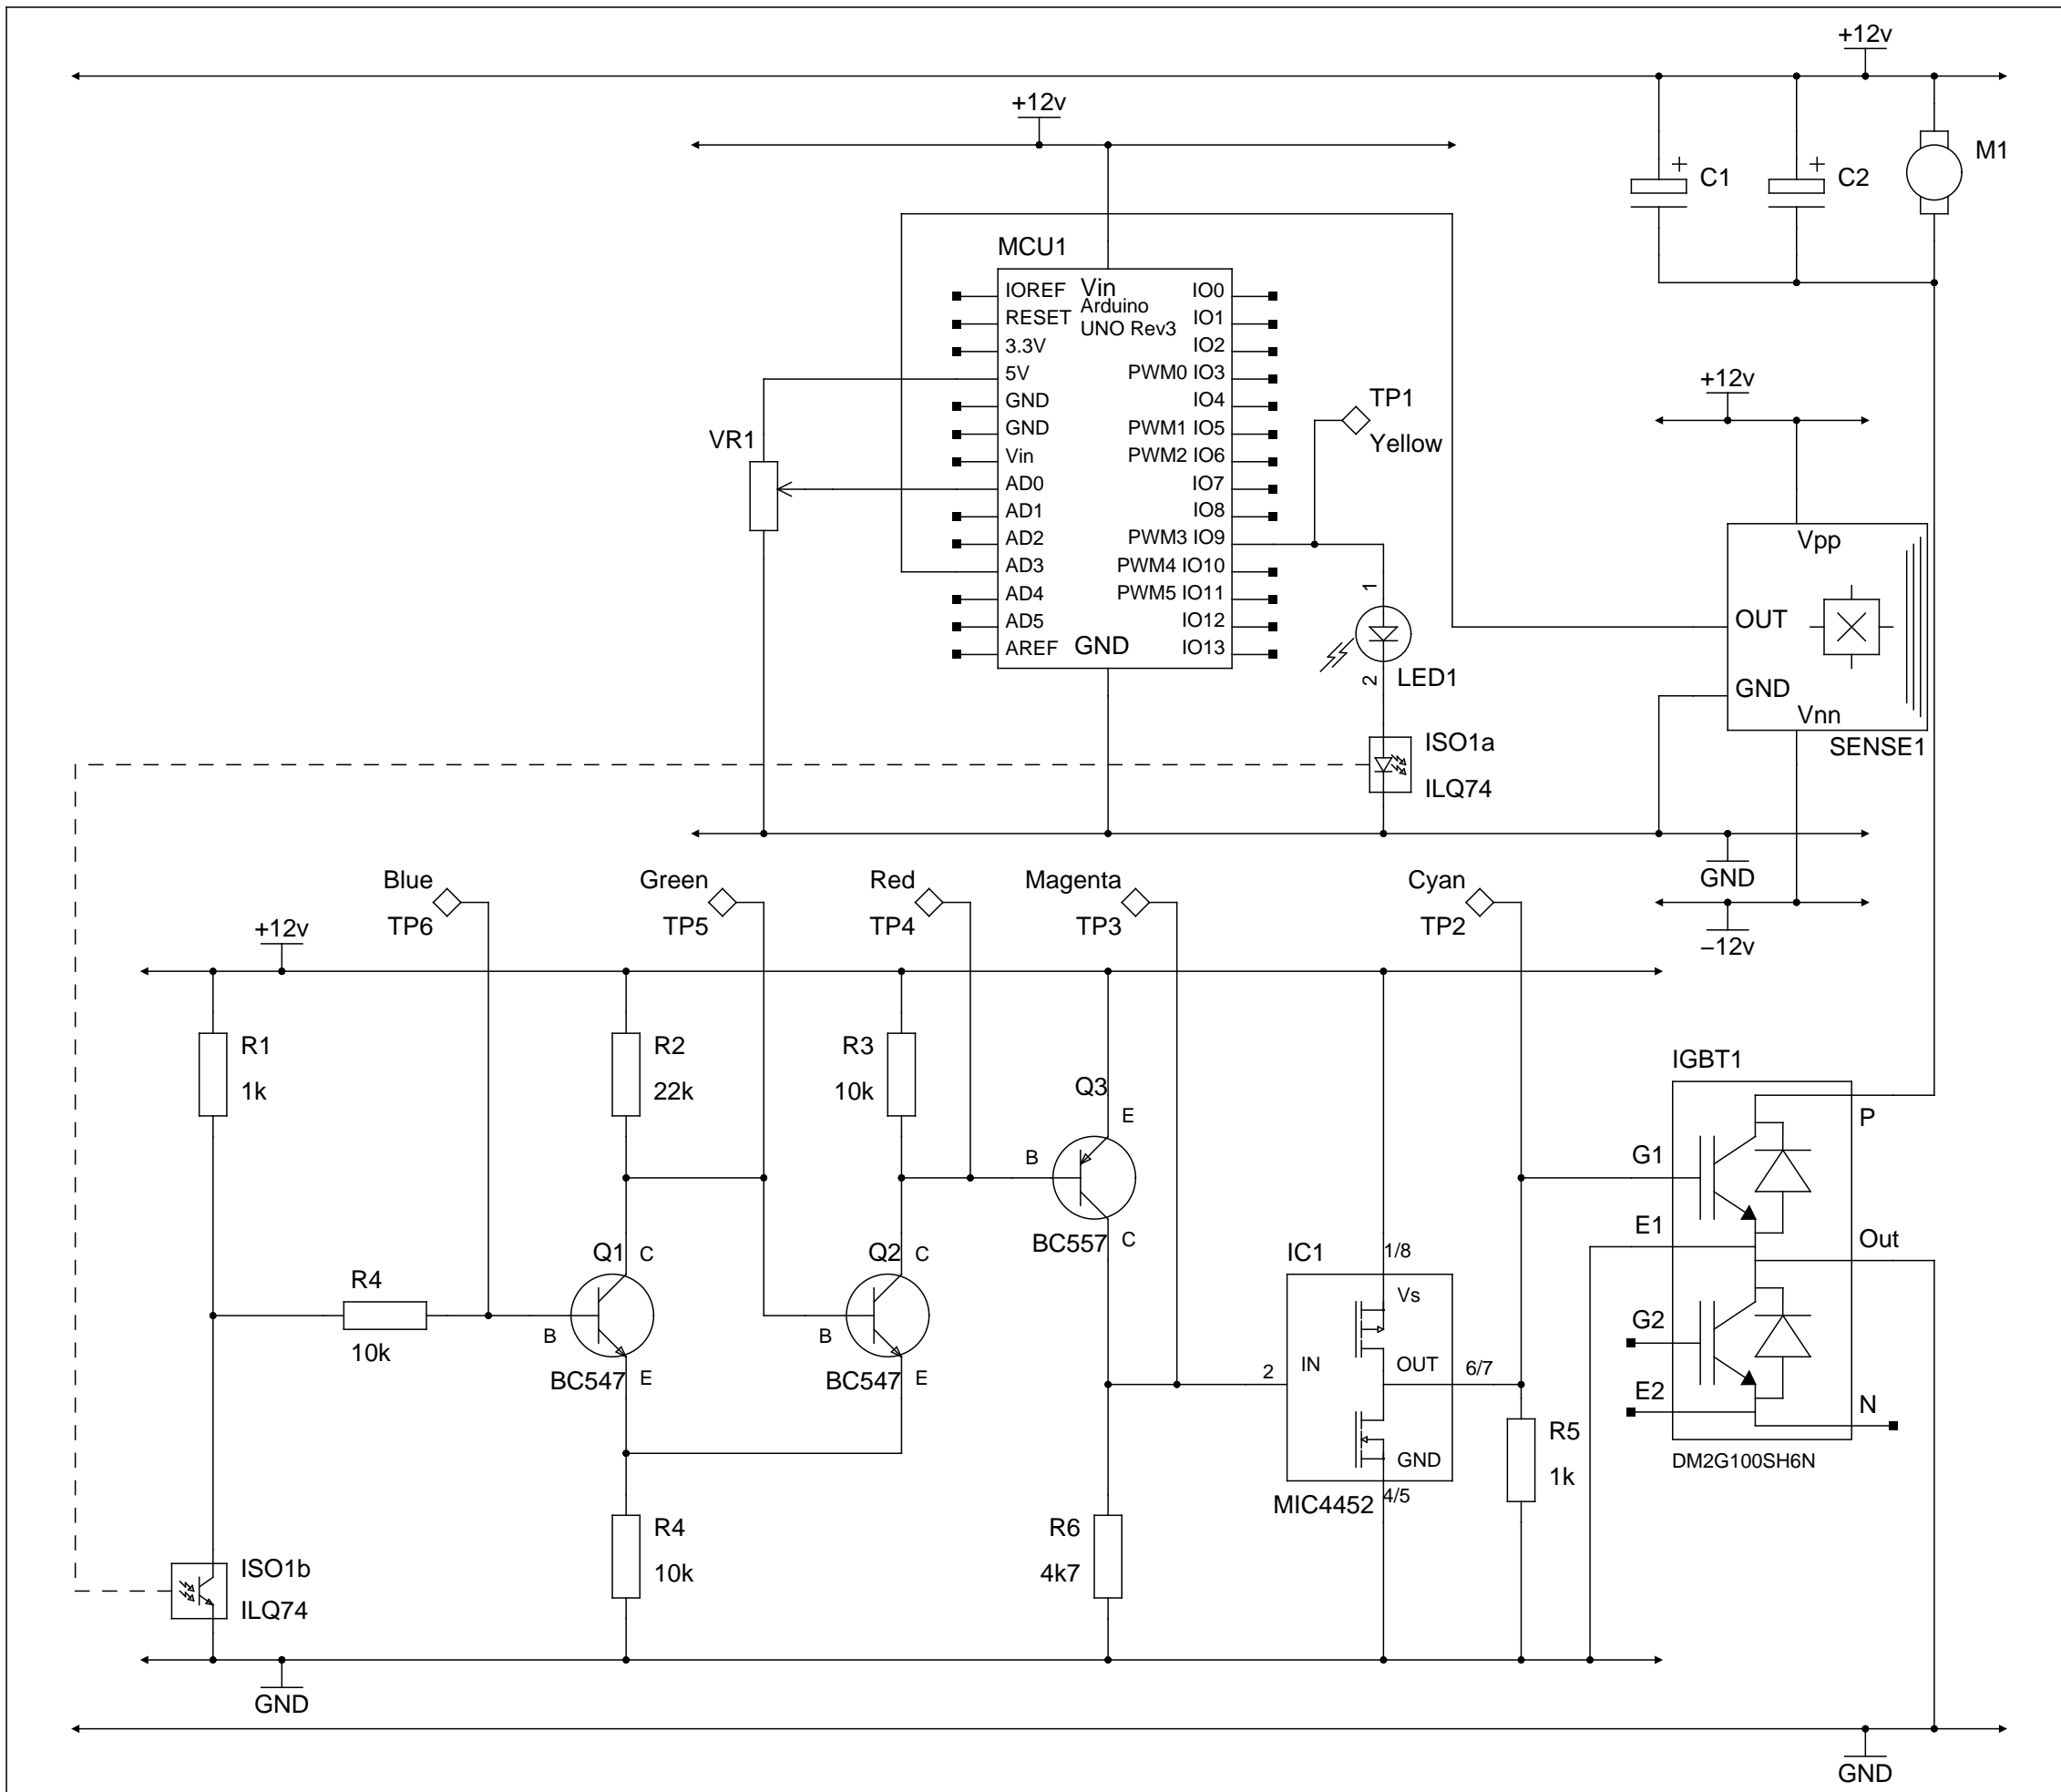 +12v
+12v
M1
+
C1
+
C2
MCU1
IOREF
Vin
IO0
RESET
Arduino
IO1
UNO Rev3
3.3V
IO2
5V
PWM0 IO3
GND
IO4
GND
PWM1 IO5
Vin
PWM2 IO6
AD0
IO7
AD1
IO8
AD2
PWM3 IO9
AD3
PWM4 IO10
AD4
PWM5 IO11
AD5
IO12
AREF
GND
IO13
VR1
TP1
Yellow
1
2
LED1
ISO1a
ILQ74
+12v
Vpp
OUT
GND
Vnn
SENSE1
GND
−12v
Blue
TP6
Green
TP5
Red
TP4
Magenta
TP3
Cyan
TP2
+12v
R1
1k
R2
22k
R3
10k
Q3
E
B
BC557
C
IGBT1
P
G1
E1
Out
G2
E2
N
DM2G100SH6N
R4
10k
Q1
C
B
BC547
E
Q2
C
B
BC547
E
IC1
1/8
Vs
2
IN
OUT
6/7
GND
MIC4452
4/5
R5
1k
R4
10k
R6
4k7
ISO1b
ILQ74
GND
GND